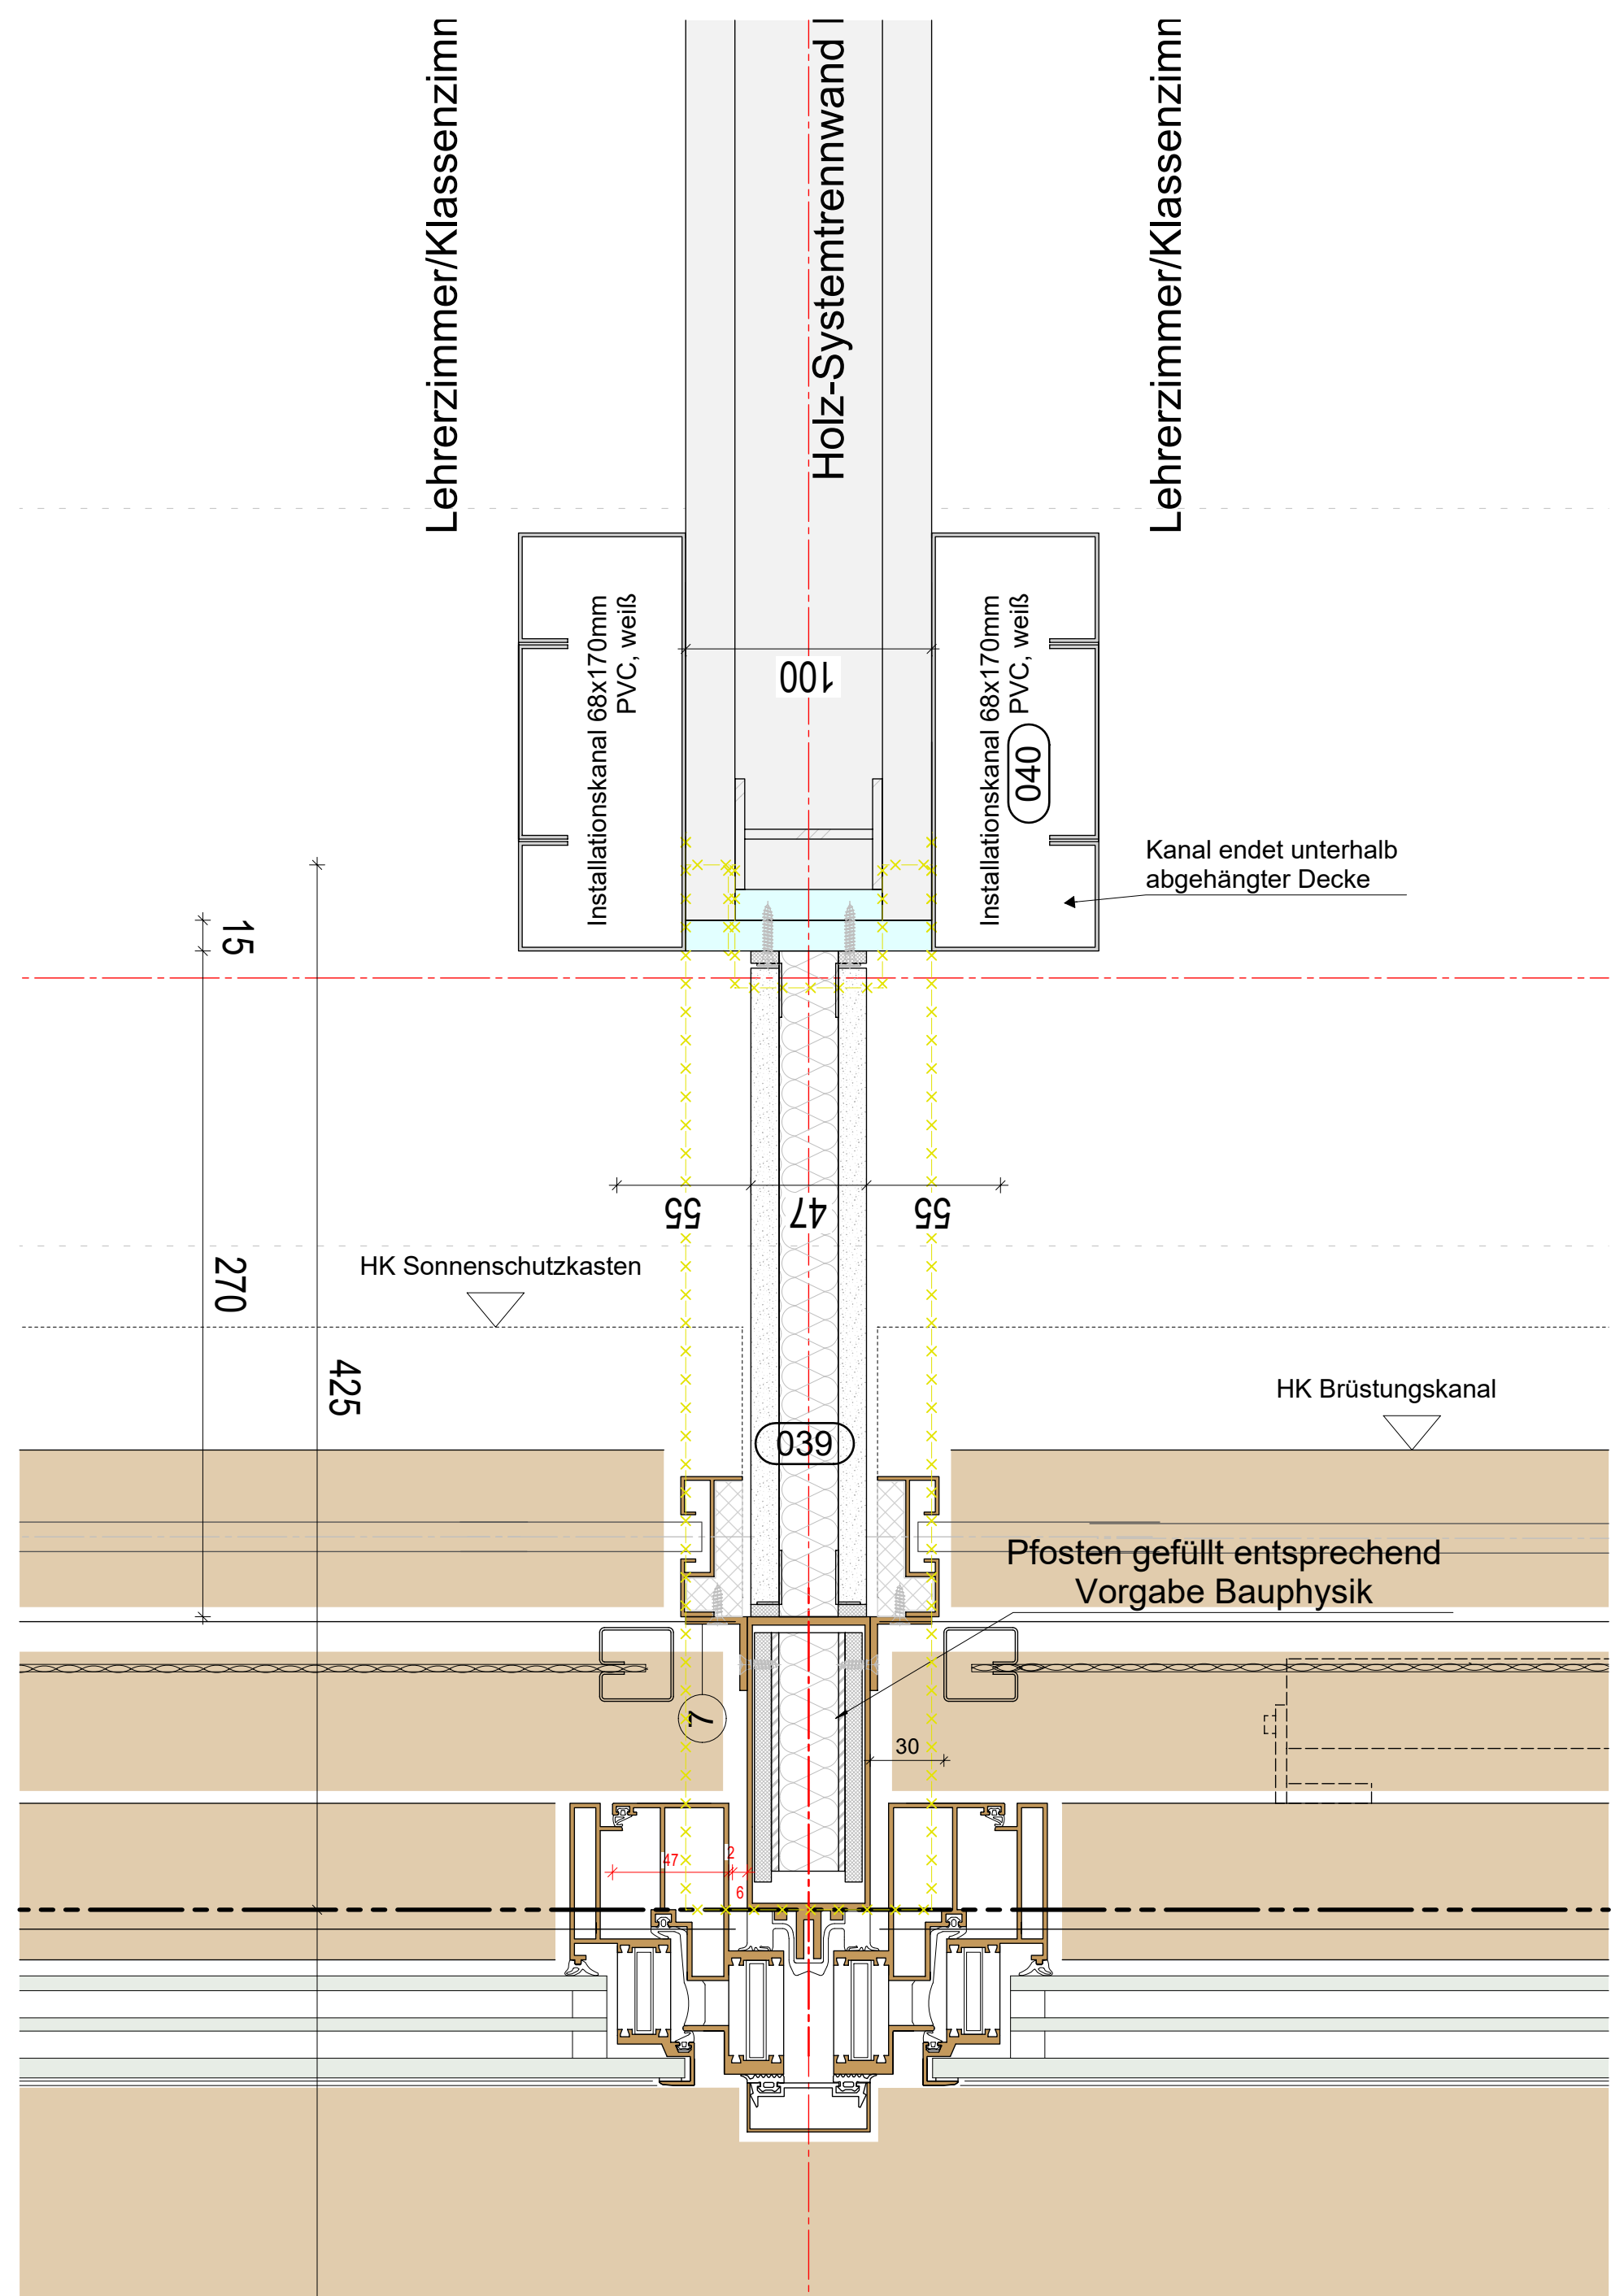 Lehrerzimmer/Klassenzimn
Holz-Systemtrennwand
Lehrerzimmer/Klassenzimn
Installationskanal 68x170mm
PVC, weiß
100
Installationskanal 68x170mm
PVC, weiß
040
Kanal endet unterhalb
abgehängter Decke
15
55
47
55
HK Sonnenschutzkasten
270
425
HK Brüstungskanal
039
Pfosten gefüllt entsprechend
Vorgabe Bauphysik
7
30
47
2
6